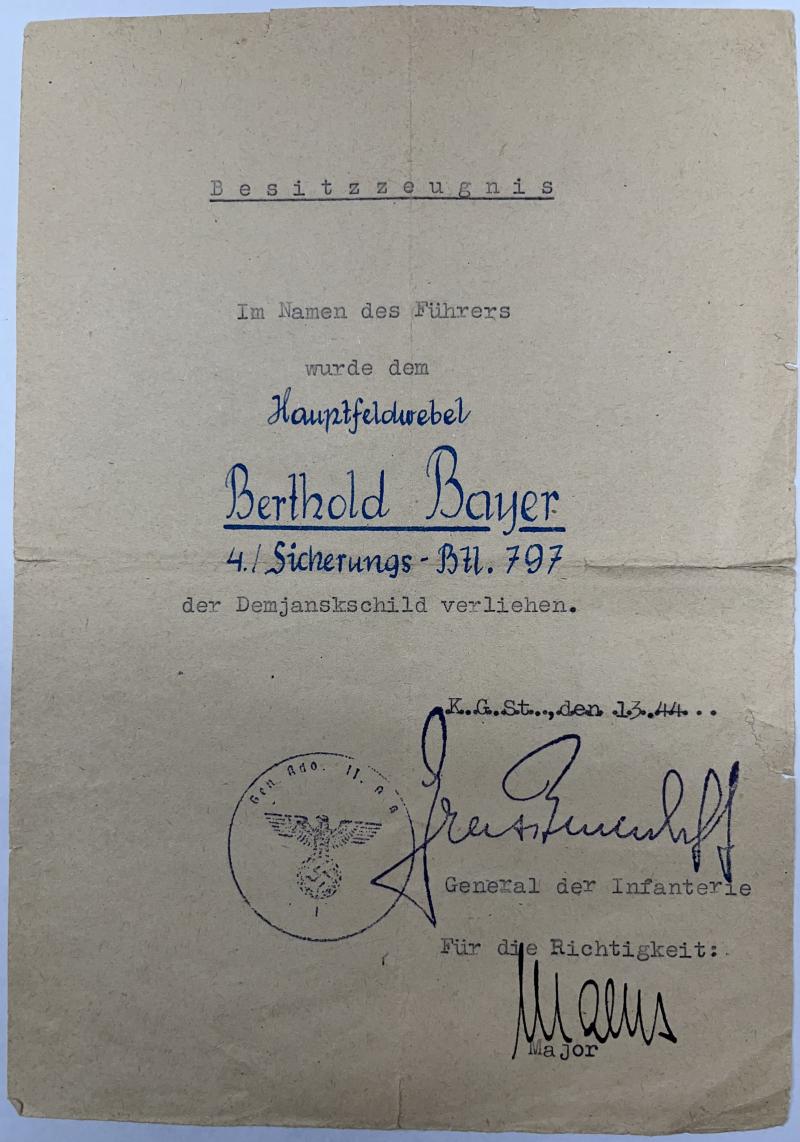 Besitzzeugnis
Im Namen des Führers
wurde dem
Hauptfeldwebel
Berthold Bayer
4./Sicherungs-Btl. 797
der Demjanskschild verliehen.
K.G.St.,den 1.3.44...
Gen Kdo. II. A K
General der Infanterie
Für die Richtigkeit:
Major